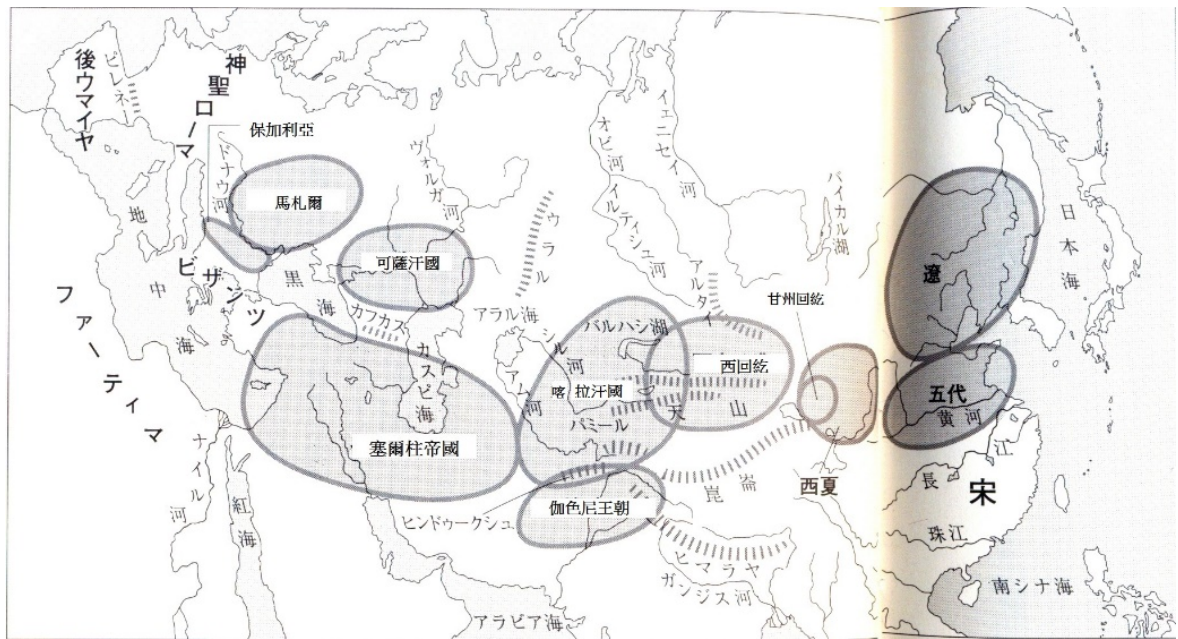 後ウマイヤ
ピレネー
神聖ローマ
保加利亞
ドナウ河
馬札爾
ヴォルガ河
可薩汗國
ウラル
オビ河
イルティシュ河
イェニセイ河
バイカル湖
アルタイ
地中海
ビザンツ
黒海
カフカス
カスピ海
アラル海
シル河
アム河
バルハシ湖
喀拉汗國
パミール
天山
西回紇
甘州回紇
遼
日本海
五代
黄河
ファーティマ
塞爾柱帝國
ナイル河
紅海
ヒンドゥークシュ
伽色尼王朝
崑崙
西夏
長江
宋
珠江
ヒマラヤ
ガンジス河
アラビア海
南シナ海